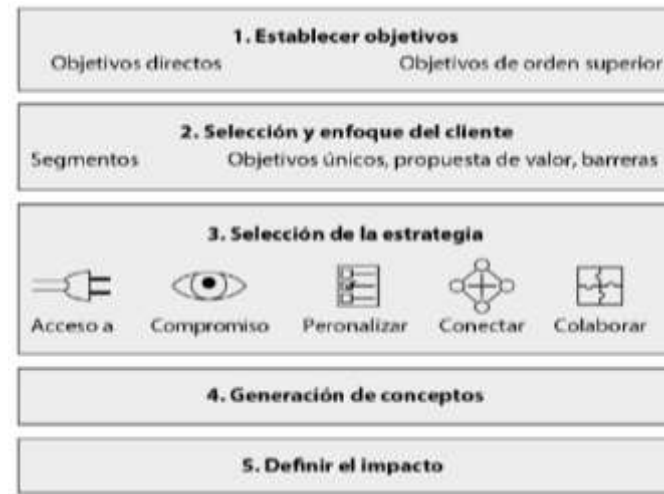 1. Establecer objetivos
Objetivos directos Objetivos de orden superior
2. Selección y enfoque del cliente
Segmentos Objetivos únicos, propuesta de valor, barreras
3. Selección de la estrategia
Acceso a Compromiso Peronalizar Conectar Colaborar
4. Generación de conceptos
5. Definir el impacto